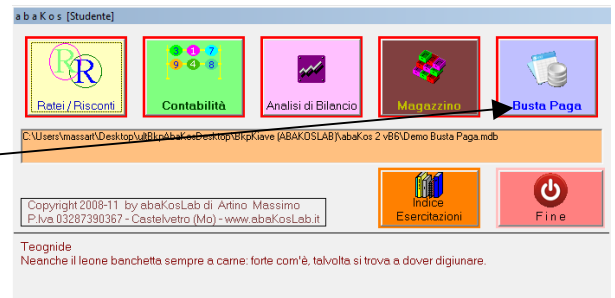 a b a K o s [Studente]
R R
Ratei / Risconti
3 1 7
9 4 8
Contabilità
Analisi di Bilancio
Magazzino
Busta Paga
C:\Users\massart\Desktop\ultBkpAbaKosDesktop\BkpKiave (ABAKOSLAB)\abaKos 2 vB6\Demo Busta Paga.mdb
Copyright 2008-11 by abaKosLab di Artino Massimo
P.Iva 03287390367 - Castelvetro (Mo) - www.abaKosLab.it
Indice
Esercitazioni
F i n e
Teognide
Neanche il leone banchetta sempre a carne: forte com'è, talvolta si trova a dover digiunare.